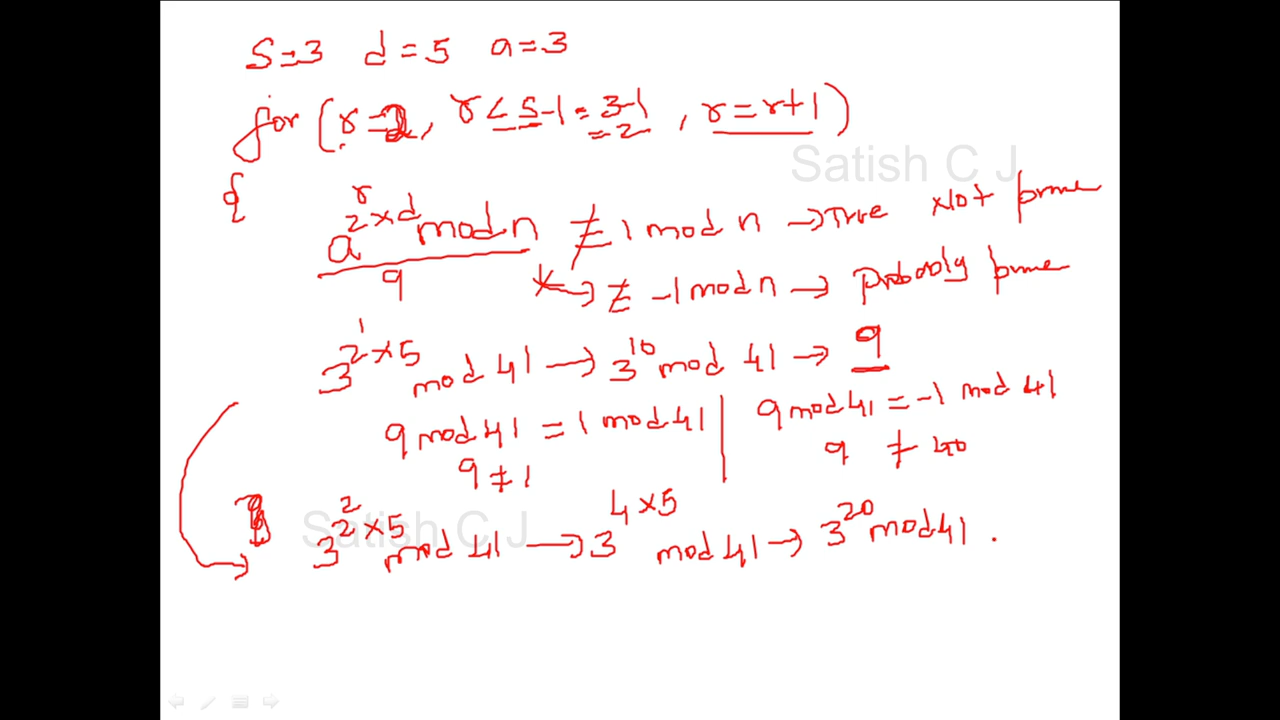 S=3 d=5 a=3
for (r=2, r<s-1=3-1=2, r=r+1)
Satish C J
{
a^{2^r×d} mod n ≠ 1 mod n → True Not prime
9 ≠ -1 mod n → Probably prime
3^{2^1×5} mod 41 → 3^{10} mod 41 → 9
9 mod 41 = 1 mod 41 | 9 mod 41 = -1 mod 41
9 ≠ 1 9 ≠ 40
3^{2^2×5} mod 41 → 3^{4×5} mod 41 → 3^{20} mod 41 .
Satish C J